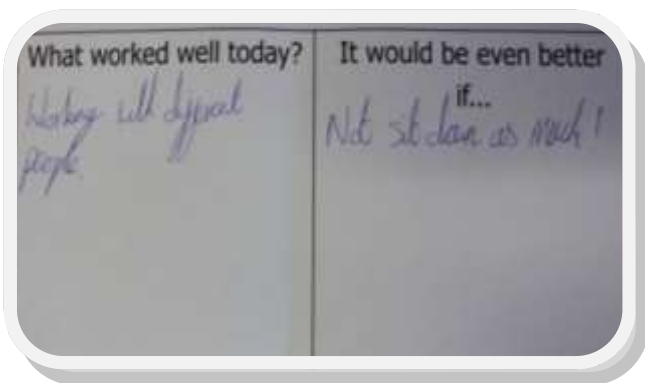 What worked well today?
Working with different
people
It would be even better
if...
Not sit down as much!